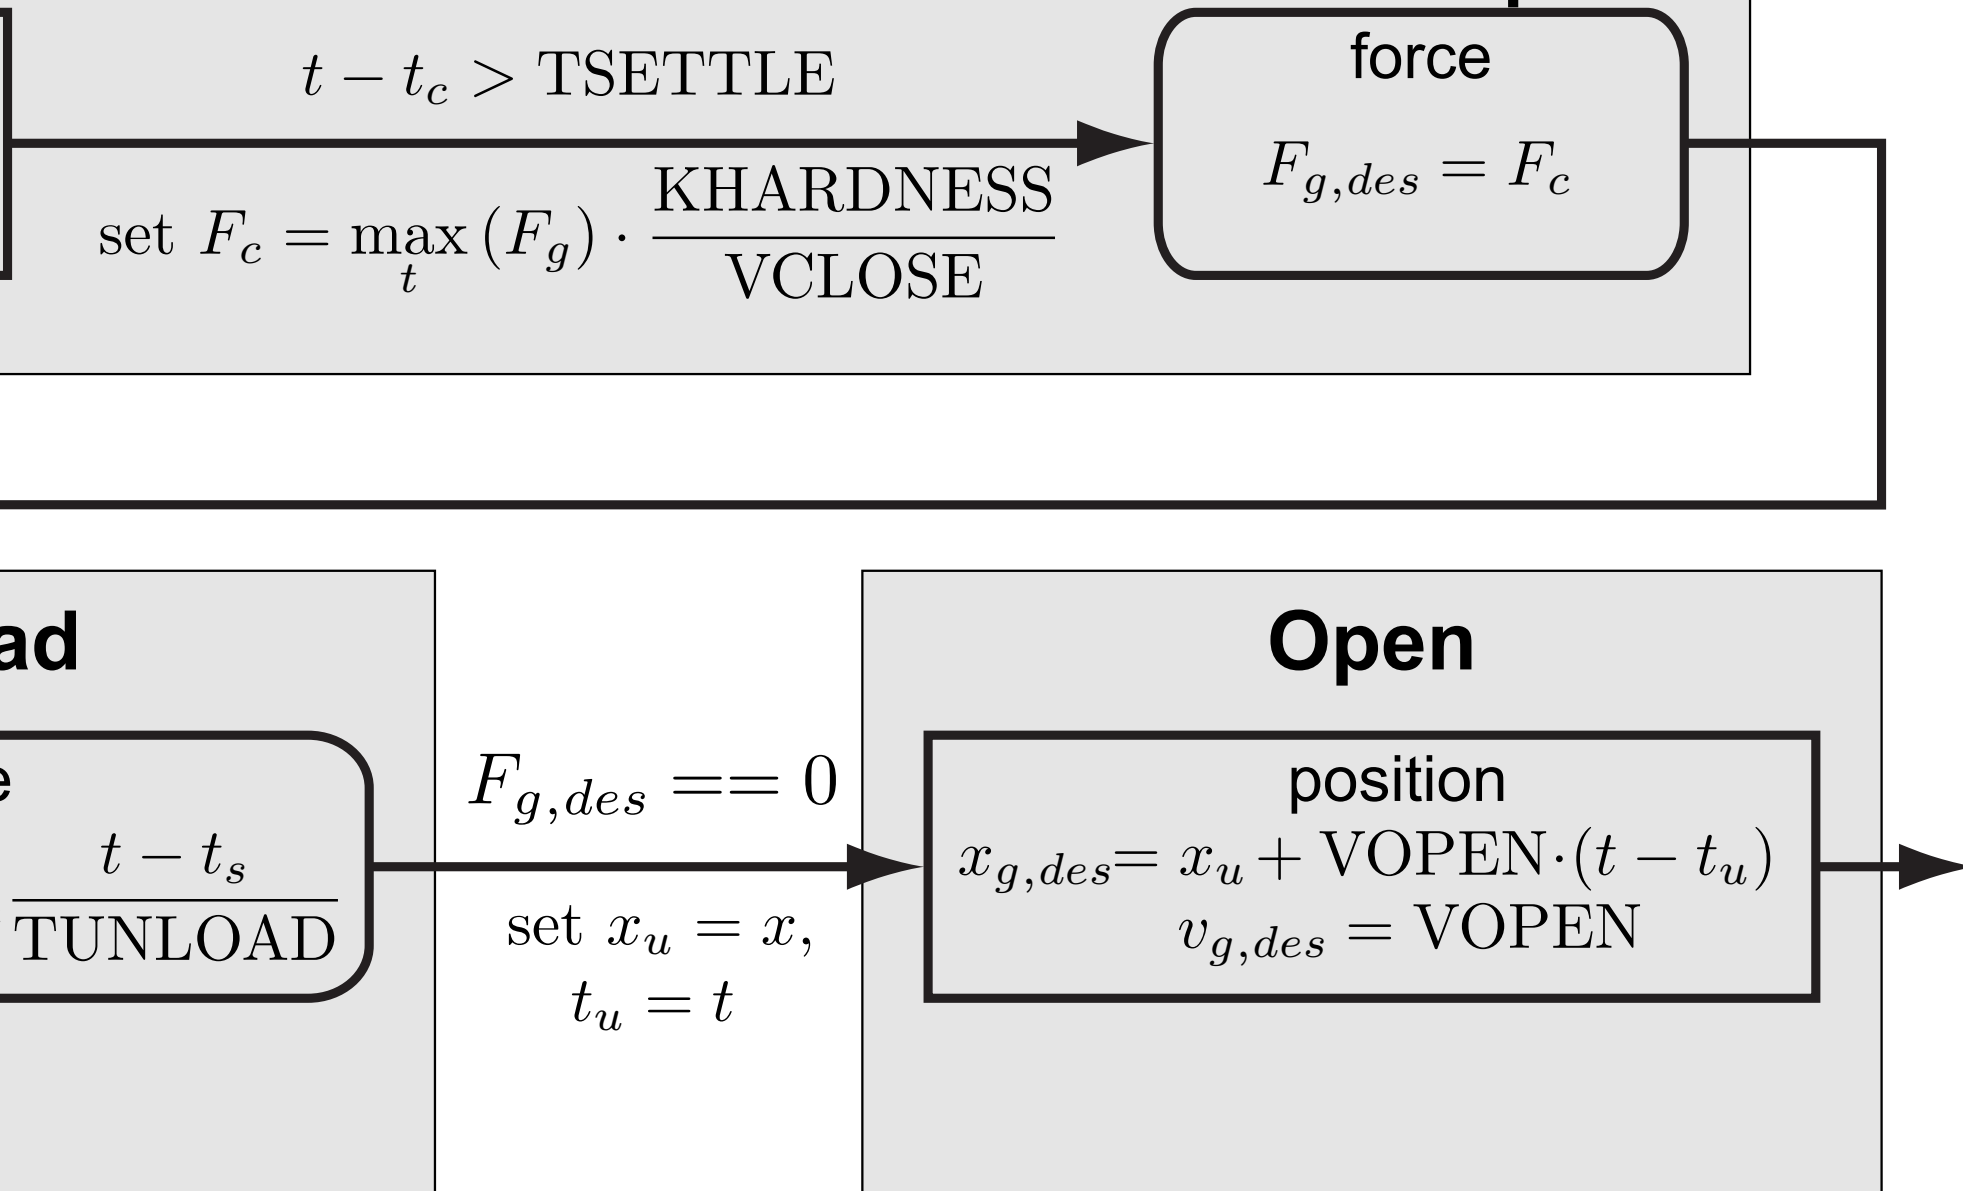 t − t_c > TSETTLE
set F_c = max_t (F_g) · KHARDNESS / VCLOSE
force
F_{g,des} = F_c
ad
e
t − t_s / TUNLOAD
F_{g,des} == 0
set x_u = x,
t_u = t
Open
position
x_{g,des} = x_u + VOPEN·(t − t_u)
v_{g,des} = VOPEN